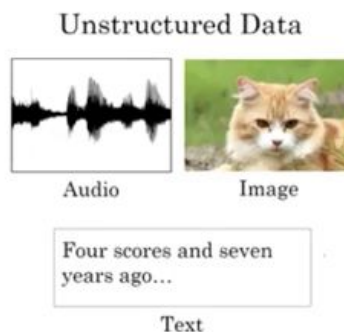 Unstructured Data
Audio
Image
Four scores and seven
years ago...
Text